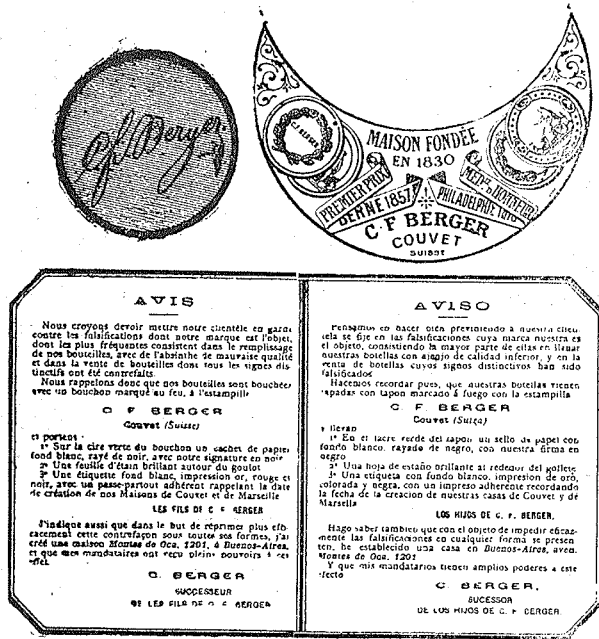 Berger
C. F. BERGER
MAISON FONDÉE
EN 1830
PREMIER PRIX
BERNE 1857
MED. D'HONNEUR
PHILADELPHIE 1876
C. F BERGER
COUVET
SUISSE
AVIS
Nous croyons devoir mettre notre clientèle en garde
contre les falsifications dont notre marque est l'objet,
dont les plus fréquentes consistent dans le remplissage
de nos bouteilles, avec de l'absinthe de mauvaise qualité
et dans la vente de bouteilles dont tous les signes dis-
tinctifs ont été contrefaits.
Nous rappelons donc que nos bouteilles sont bouchées
avec un bouchon marqué au feu, à l'estampille
C F BERGER
Couvet (Suisse)
et portent :
1º Sur la cire verte du bouchon un cachet de papier
fond blanc, rayé de noir, avec notre signature en noir
2º Une feuille d'étain brillant autour du goulot
3º Une étiquette fond blanc, impression or, rouge et
noir, avec un passe-partout adhérent rappelant la date
de création de nos Maisons de Couvet et de Marseille
LES FILS DE C F BERGER
J'indique aussi que dans le but de réprimer plus effi-
cacement cette contrefaçon sous toutes ses formes, j'ai
créé une maison Montes de Oca, 1201, à Buenos-Aires,
et que mes mandataires ont reçu pleins pouvoirs à cet
effet.
C. BERGER
SUCCESSEUR
DE LES FILS DE C. F. BERGER
AVISO
Pensamos en hacer bien previniendo a nuestra clien-
tela se fije en las falsificaciones cuya marca nuestra es
el objeto, consistiendo la mayor parte de ellas en llenar
nuestras botellas con ajenjo de calidad inferior, y en la
venta de botellas cuyos signos distinctivos han sido
falsificados
Hacemos recordar pues, que nuestras botellas vienen
tapadas con tapon marcado á fuego con la estampilla
C. F. BERGER
Couvet (Suiça)
y llevan
1º En el lacre verde del tapon un sello de papel con
fondo blanco, rayado de negro, con nuestra firma en
negro
2º Una hoja de estaño brillante al rededor del gollete
3º Una etiqueta con fondo blanco, impresion de oro,
colorada y negra, con un impreso adherente recordando
la fecha de la creacion de nuestras casas de Couvet y de
Marseille
LOS HIJOS DE C. F. BERGER.
Hago saber tambien que con el objeto de impedir eficaz-
mente las falsificaciones en cualquier forma se presen-
ten, he establecido una casa en Buenos-Aires, aven.
Montes de Oca, 1201
Y que mis mandatarios tienen amplios poderes a este
efecto
C. BERGER,
SUCESOR
DE LOS HIJOS DE C. F. BERGER.